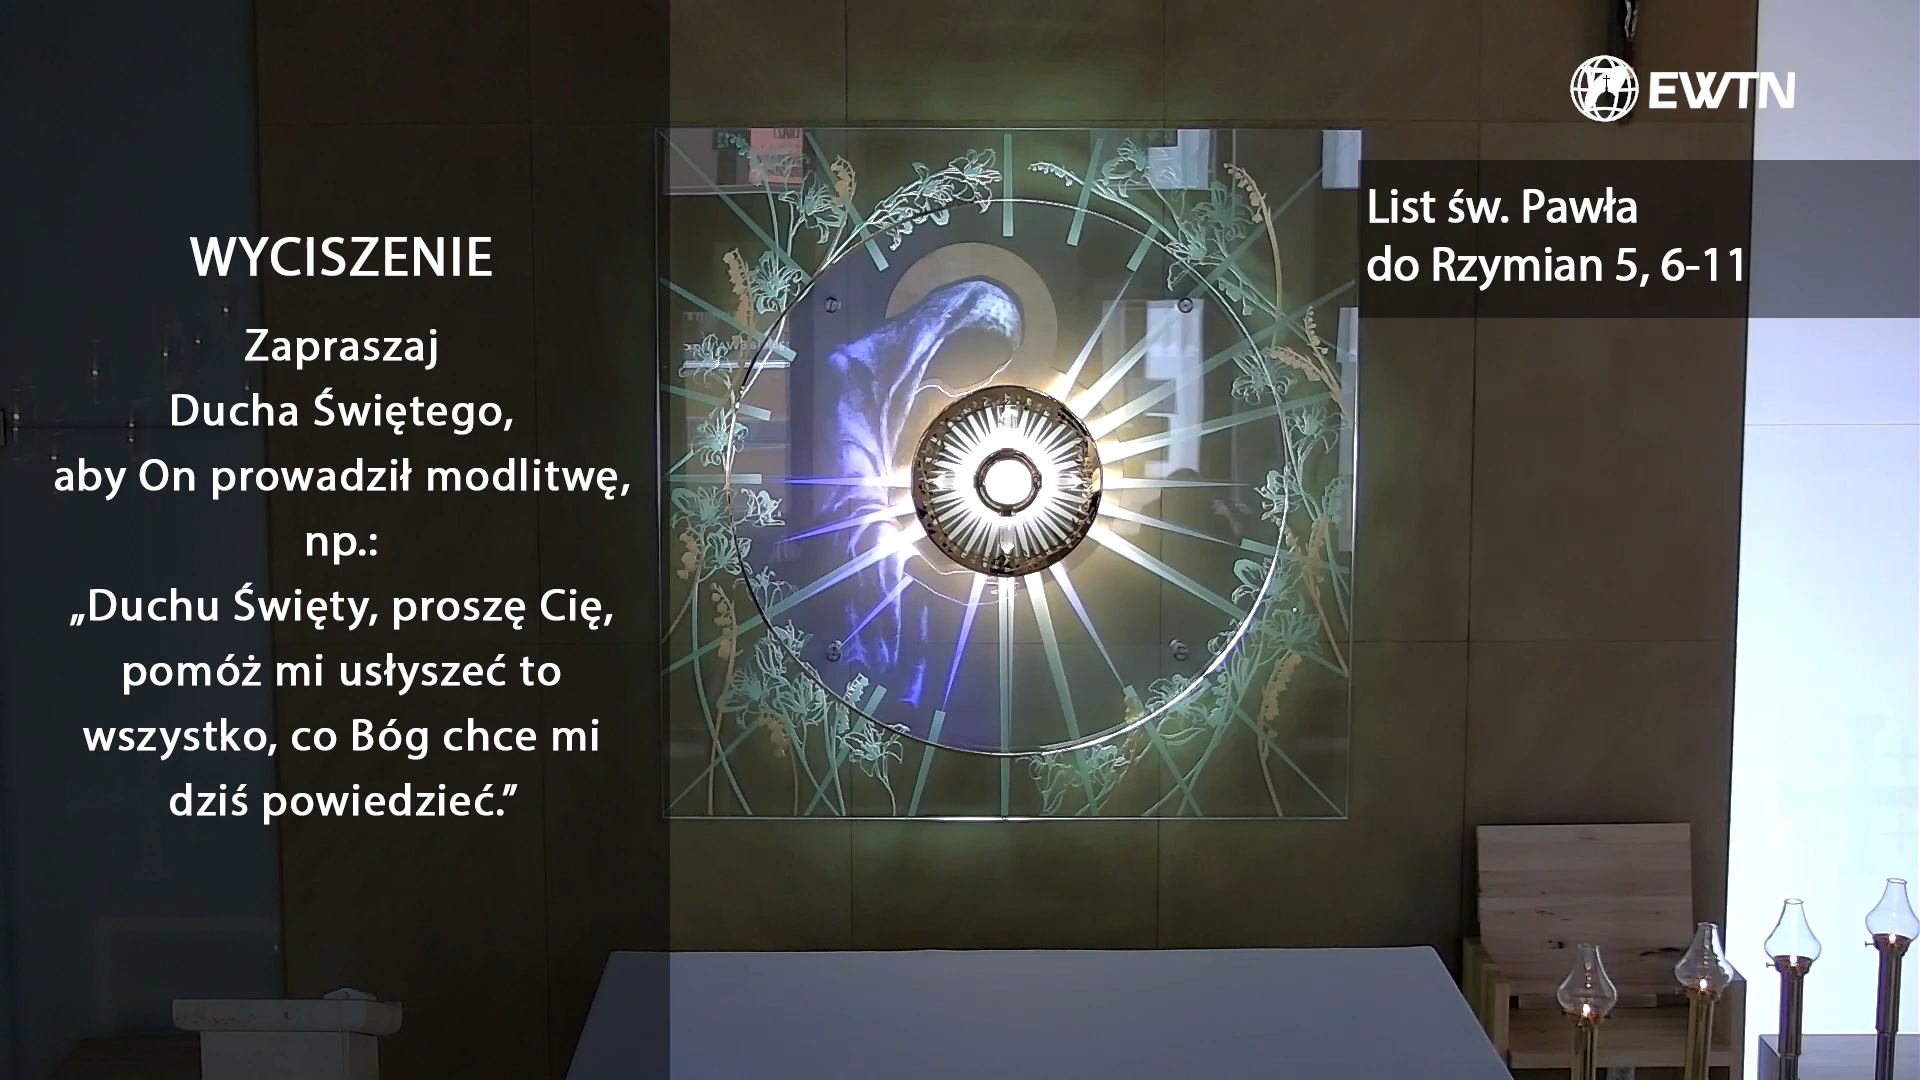 WYCISZENIE
Zapraszaj
Ducha Świętego,
aby On prowadził modlitwę,
np.:
„Duchu Święty, proszę Cię,
pomóż mi usłyszeć to
wszystko, co Bóg chce mi
dziś powiedzieć.”
EWTN
List św. Pawła
do Rzymian 5, 6-11